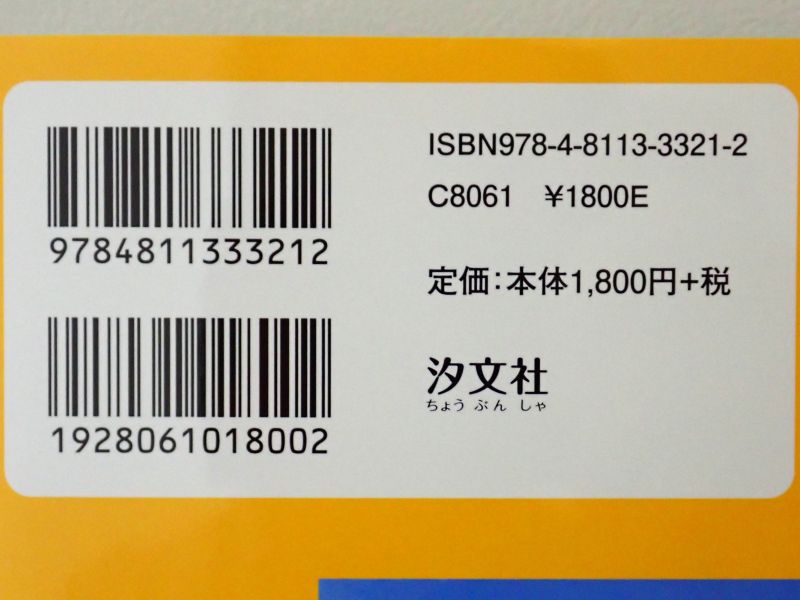 9784811333212
1928061018002
ISBN978-4-8113-3321-2
C8061 ¥1800E
定価：本体1,800円+税
汐文社
ちょう ぶん しゃ